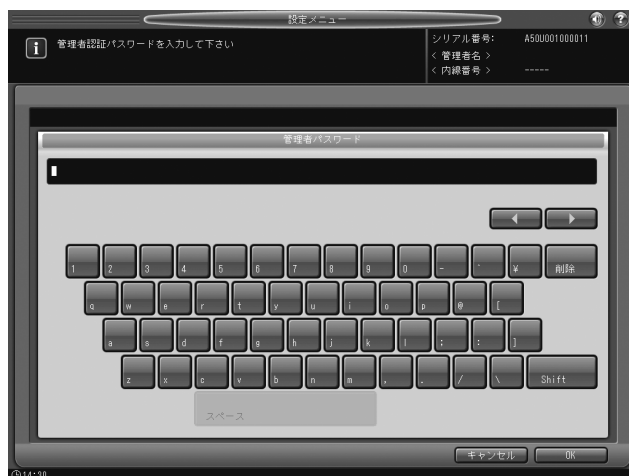 設定メニュー
管理者認証パスワードを入力して下さい
シリアル番号: A50U001000011
< 管理者名 >
< 内線番号 > -----
管理者パスワード
1 2 3 4 5 6 7 8 9 0 - ^ ¥ 削除
q w e r t y u i o p @ [
a s d f g h j k l ; : ]
z x c v b n m , . / \ Shift
スペース
キャンセル OK
14:20